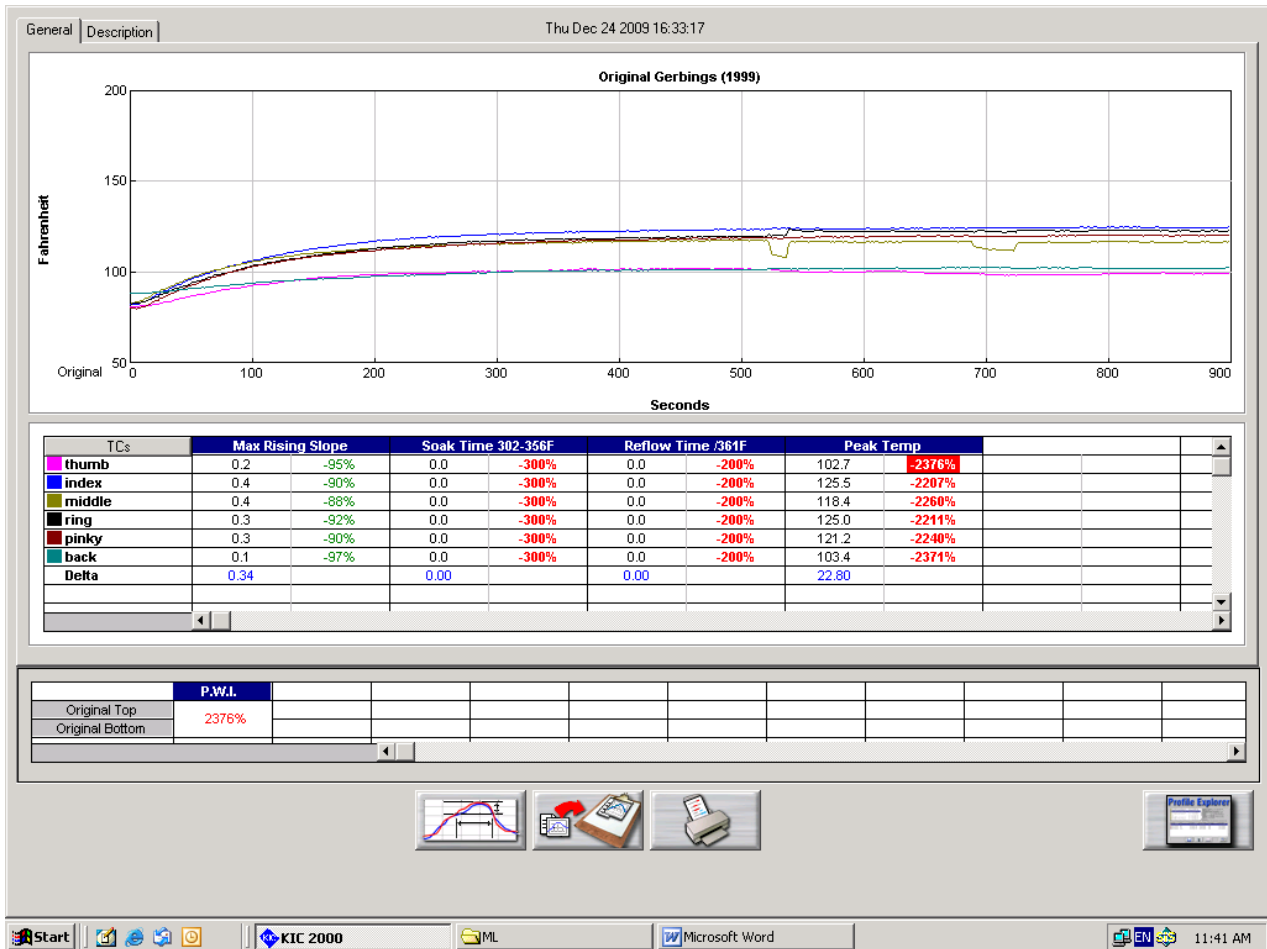 General Description Thu Dec 24 2009 16:33:17
Original Gerbings (1999)
200
150
100
50
Fahrenheit
Original 0 100 200 300 400 500 600 700 800 900
Seconds
TCs Max Rising Slope Soak Time 302-356F Reflow Time /361F Peak Temp
thumb 0.2 -95% 0.0 -300% 0.0 -200% 102.7 -2376%
index 0.4 -90% 0.0 -300% 0.0 -200% 125.5 -2207%
middle 0.4 -88% 0.0 -300% 0.0 -200% 118.4 -2260%
ring 0.3 -92% 0.0 -300% 0.0 -200% 125.0 -2211%
pinky 0.3 -90% 0.0 -300% 0.0 -200% 121.2 -2240%
back 0.1 -97% 0.0 -300% 0.0 -200% 103.4 -2371%
Delta 0.34 0.00 0.00 22.80
P.W.I.
Original Top
2376%
Original Bottom
Profile Explorer
Start KIC 2000 ML Microsoft Word EN 11:41 AM